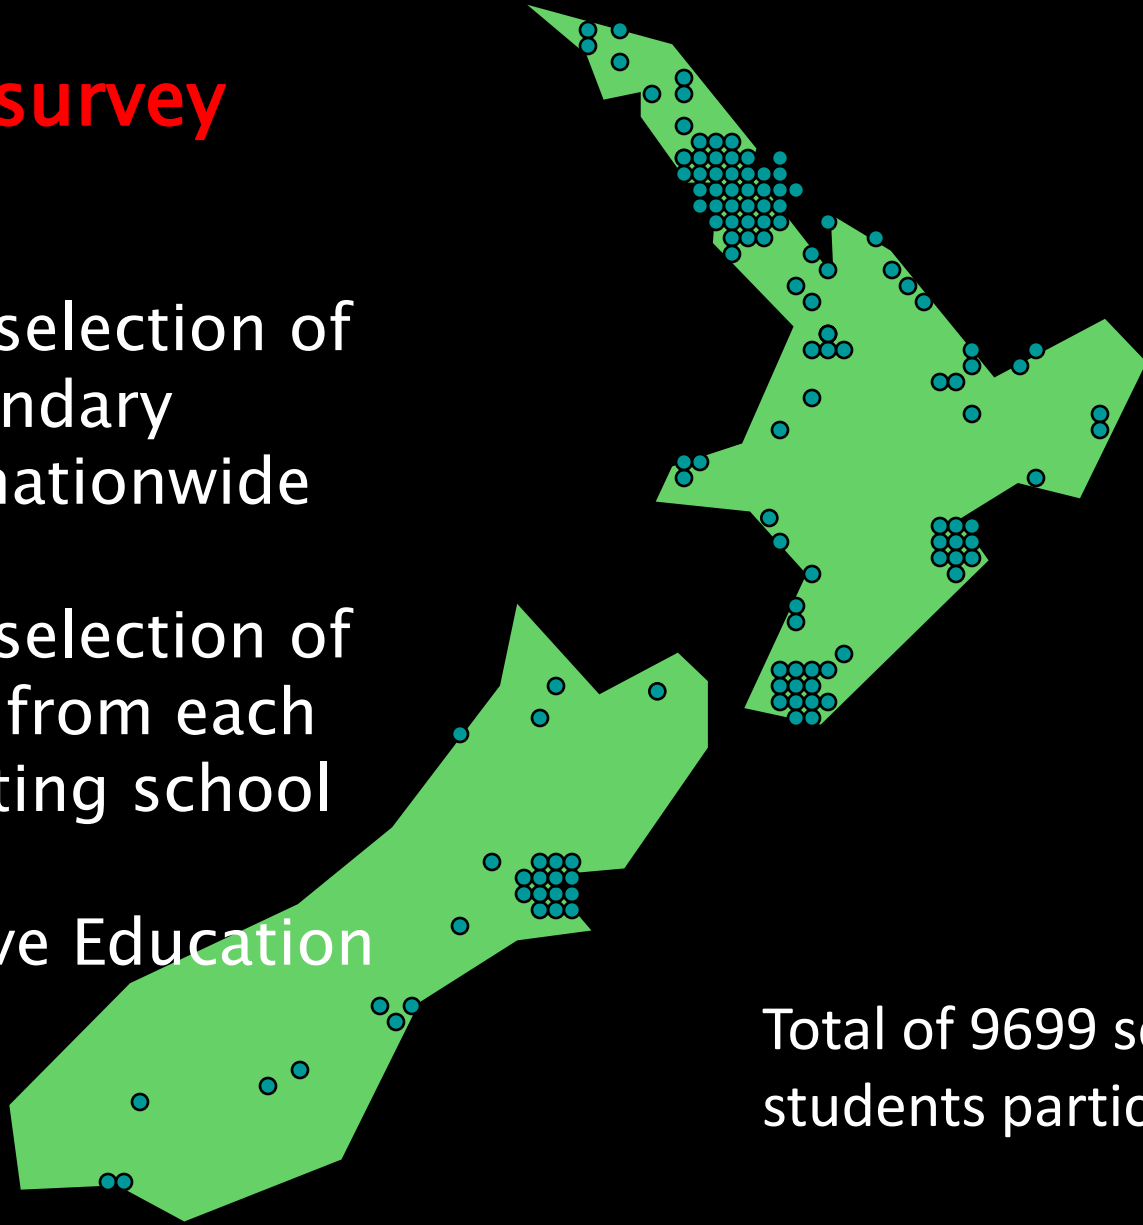 survey
selection of
ndary
nationwide
selection of
from each
ting school
ve Education
Total of 9699 s
students partic